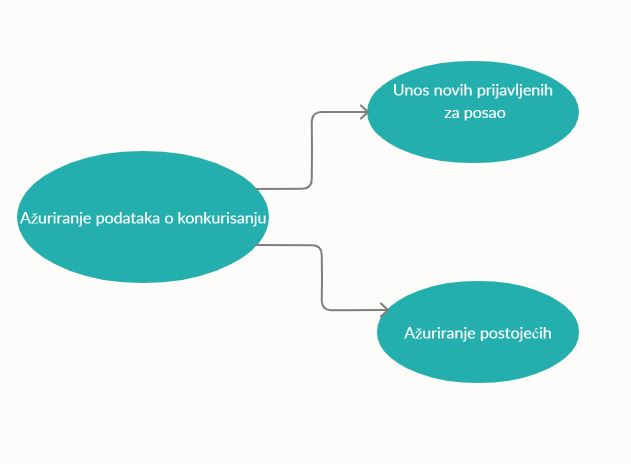 Unos novih prijavljenih
za posao
Ažuriranje podataka o konkurisanju
Ažuriranje postojećih